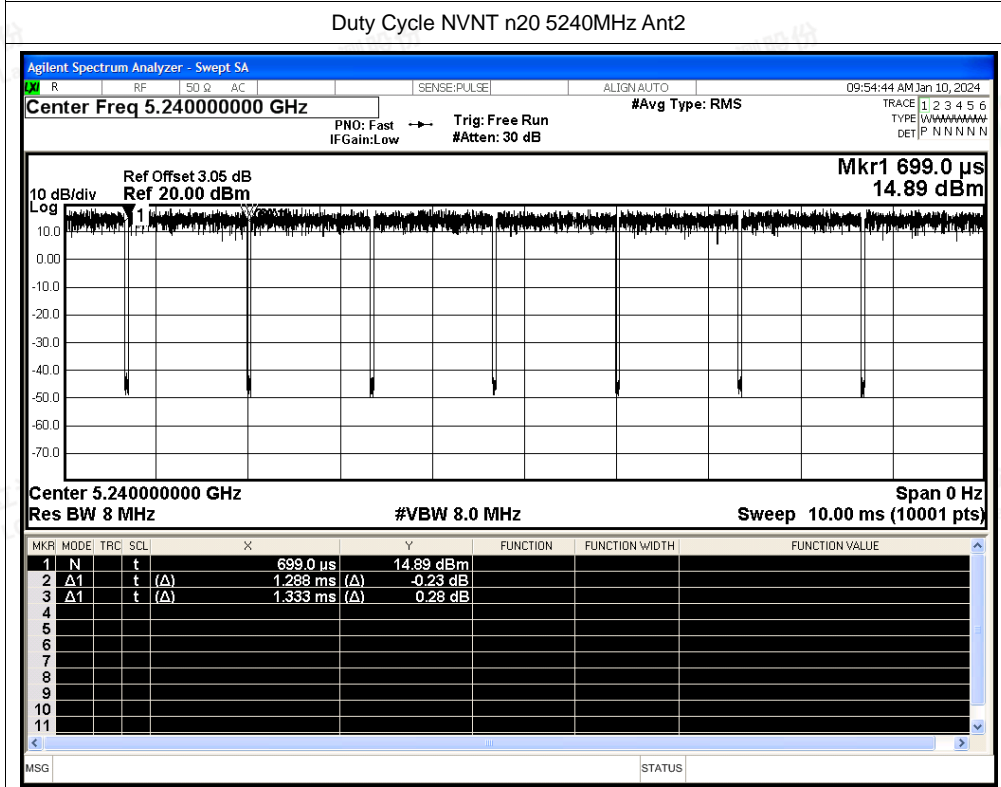 Duty Cycle NVNT n20 5240MHz Ant2
Agilent Spectrum Analyzer - Swept SA
LXI R RF 50 Ω AC SENSE:PULSE ALIGN AUTO 09:54:44 AM Jan 10, 2024
Center Freq 5.240000000 GHz #Avg Type: RMS TRACE 1 2 3 4 5 6
PNO: Fast Trig: Free Run TYPE
IFGain:Low #Atten: 30 dB DET P N N N N N
Mkr1 699.0 µs
Ref Offset 3.05 dB
10 dB/div Ref 20.00 dBm 14.89 dBm
Log
1
10.0
0.00
-10.0
-20.0
-30.0
-40.0
-50.0
-60.0
-70.0
Center 5.240000000 GHz Span 0 Hz
Res BW 8 MHz #VBW 8.0 MHz Sweep 10.00 ms (10001 pts)
MKR MODE TRC SCL X Y FUNCTION FUNCTION WIDTH FUNCTION VALUE
1 N t 699.0 µs 14.89 dBm
2 Δ1 t (Δ) 1.288 ms (Δ) -0.23 dB
3 Δ1 t (Δ) 1.333 ms (Δ) 0.28 dB
4
5
6
7
8
9
10
11
MSG STATUS